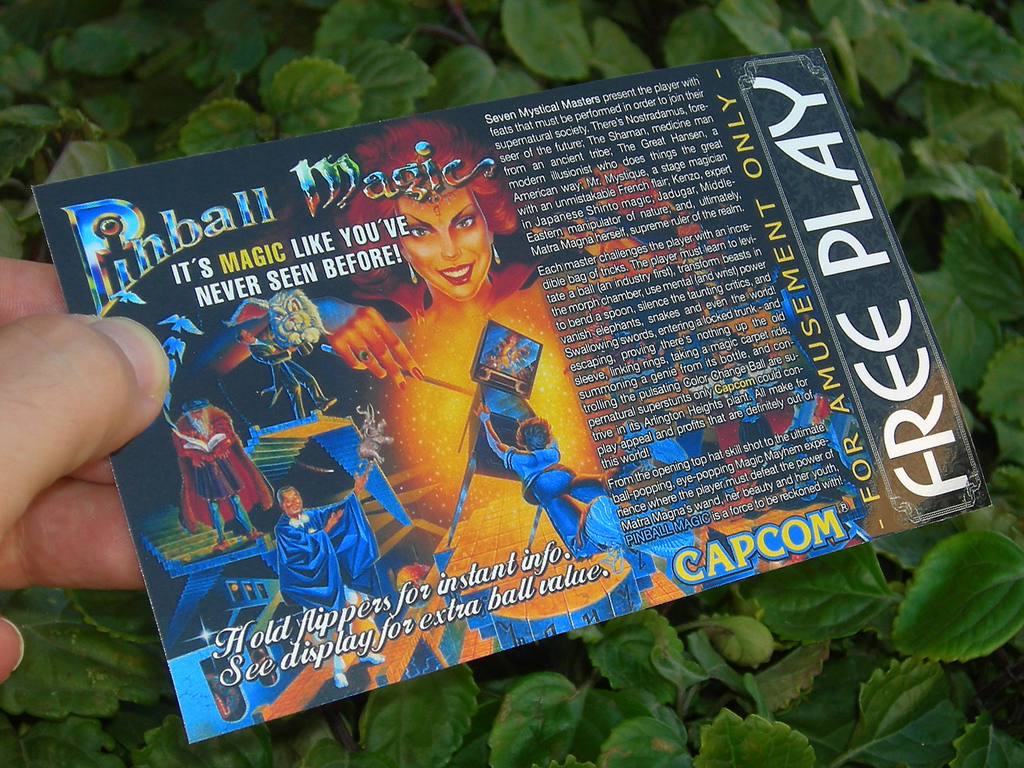 Pinball Magic
IT'S MAGIC LIKE YOU'VE
NEVER SEEN BEFORE!
Hold flippers for instant info.
See display for extra ball value.
Seven Mystical Masters present the player with
feats that must be performed in order to join their
supernatural society. There's Nostradamus, fore-
seer of the future; The Shaman, medicine man
from an ancient tribe; The Great Hansen, a
modern illusionist who does things the great
American way; Mr. Mystique, a stage magician
with an unmistakable French flair; Kenzo, expert
in Japanese Shinto magic; Jadugar, Middle-
Eastern manipulator of nature; and, ultimately,
Matra Magna herself, supreme ruler of the realm.
Each master challenges the player with an incre-
dible bag of tricks. The player must learn to levi-
tate a ball (an industry first), transform beasts in
the morph chamber, use mental (and wrist) power
to bend a spoon, silence the taunting critics, and
vanish elephants, snakes and even the world.
Swallowing swords, entering a locked trunk and
escaping, proving there's nothing up the old
sleeve, linking rings, taking a magic carpet ride,
summoning a genie from its bottle, and con-
trolling the pulsating Color Change Ball are su-
pernatural superstunts only Capcom could con-
trive in its Arlington Heights plant. All make for
play appeal and profits that are definitely out of
this world!
From the opening top hat skill shot to the ultimate
ball-popping, eye-popping Magic Mayhem expe-
rience where the player must defeat the power of
Matra Magna's wand, her beauty and her youth,
PINBALL MAGIC is a force to be reckoned with.
CAPCOM®
- FOR AMUSEMENT ONLY -
FREE PLAY